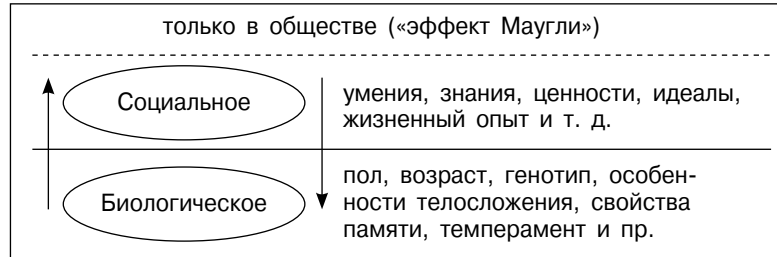 только в обществе («эффект Маугли»)
Социальное
умения, знания, ценности, идеалы,
жизненный опыт и т. д.
Биологическое
пол, возраст, генотип, особен-
ности телосложения, свойства
памяти, темперамент и пр.